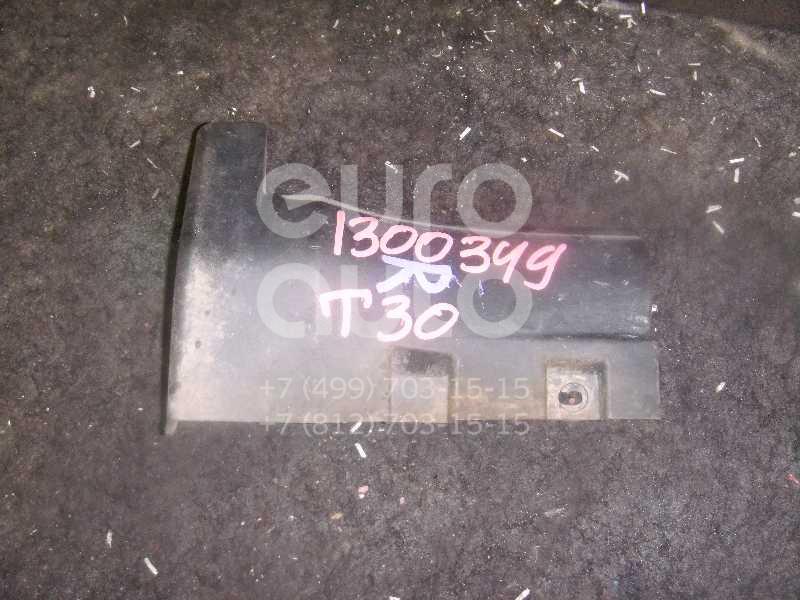 euro
auto
1300349
R
T30
+7 (499) 703-15-15
+7 (812) 703-15-15